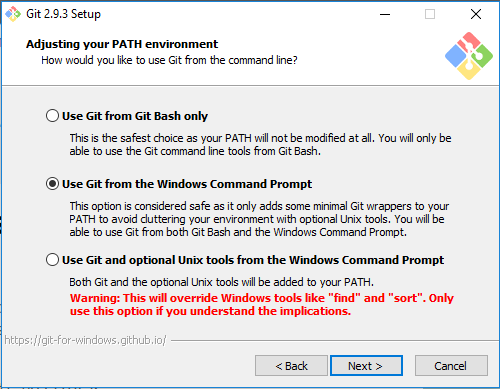 Git 2.9.3 Setup
Adjusting your PATH environment
How would you like to use Git from the command line?
Use Git from Git Bash only
This is the safest choice as your PATH will not be modified at all. You will only be
able to use the Git command line tools from Git Bash.
Use Git from the Windows Command Prompt
This option is considered safe as it only adds some minimal Git wrappers to your
PATH to avoid cluttering your environment with optional Unix tools. You will be
able to use Git from both Git Bash and the Windows Command Prompt.
Use Git and optional Unix tools from the Windows Command Prompt
Both Git and the optional Unix tools will be added to your PATH.
Warning: This will override Windows tools like "find" and "sort". Only
use this option if you understand the implications.
https://git-for-windows.github.io/
< Back
Next >
Cancel